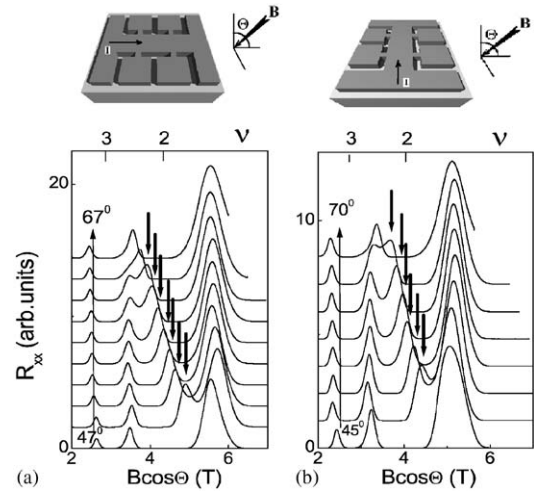 Θ B
I
Θ B
I
3 2 ν
3 2 ν
20
10
67⁰
70⁰
R_xx (arb.units)
47⁰
45⁰
0
0
2 4 6
2 4 6
(a) BcosΘ (T)
(b) BcosΘ (T)